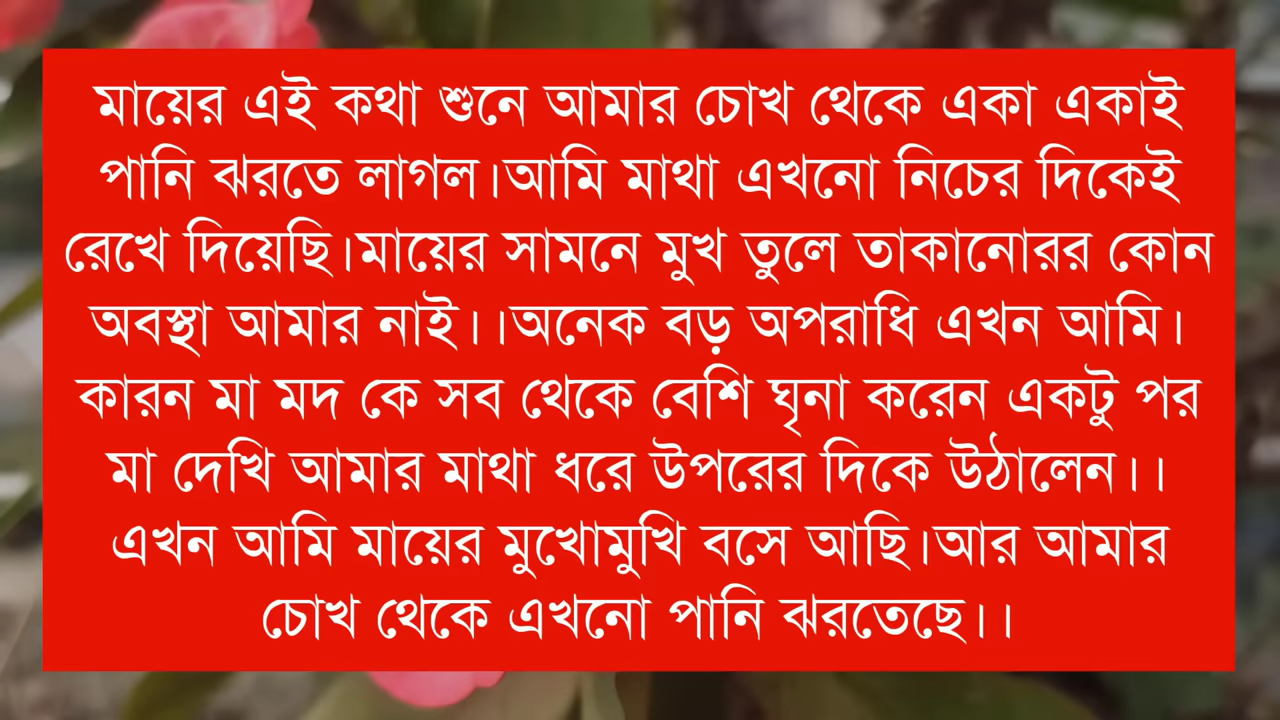 মায়ের এই কথা শুনে আমার চোখ থেকে একা একাই
পানি ঝরতে লাগল।আমি মাথা এখনো নিচের দিকেই
রেখে দিয়েছি।মায়ের সামনে মুখ তুলে তাকানোরর কোন
অবস্থা আমার নাই।।অনেক বড় অপরাধি এখন আমি।
কারন মা মদ কে সব থেকে বেশি ঘৃনা করেন একটু পর
মা দেখি আমার মাথা ধরে উপরের দিকে উঠালেন।।
এখন আমি মায়ের মুখোমুখি বসে আছি।আর আমার
চোখ থেকে এখনো পানি ঝরতেছে।।